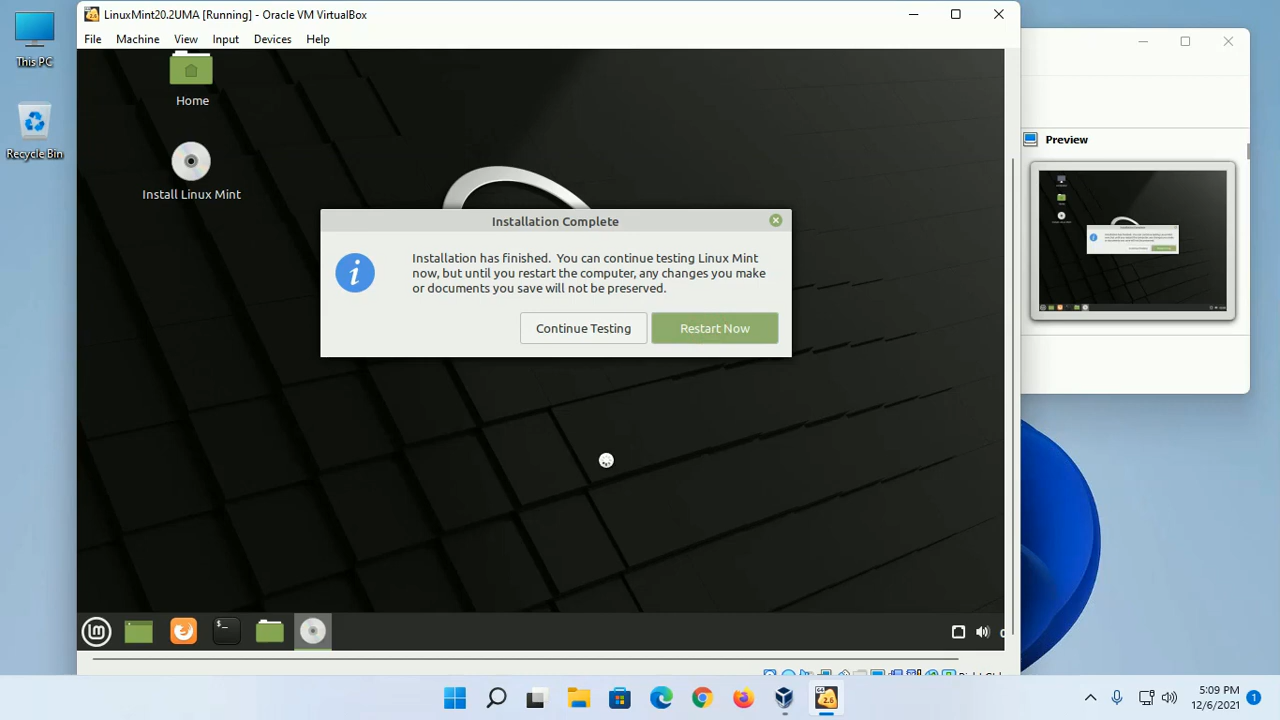 This PC
Recycle Bin
LinuxMint20.2UMA [Running] - Oracle VM VirtualBox
File Machine View Input Devices Help
Home
Install Linux Mint
Installation Complete
Installation has finished. You can continue testing Linux Mint
now, but until you restart the computer, any changes you make
or documents you save will not be preserved.
Continue Testing
Restart Now
Preview
5:09 PM
12/6/2021
1